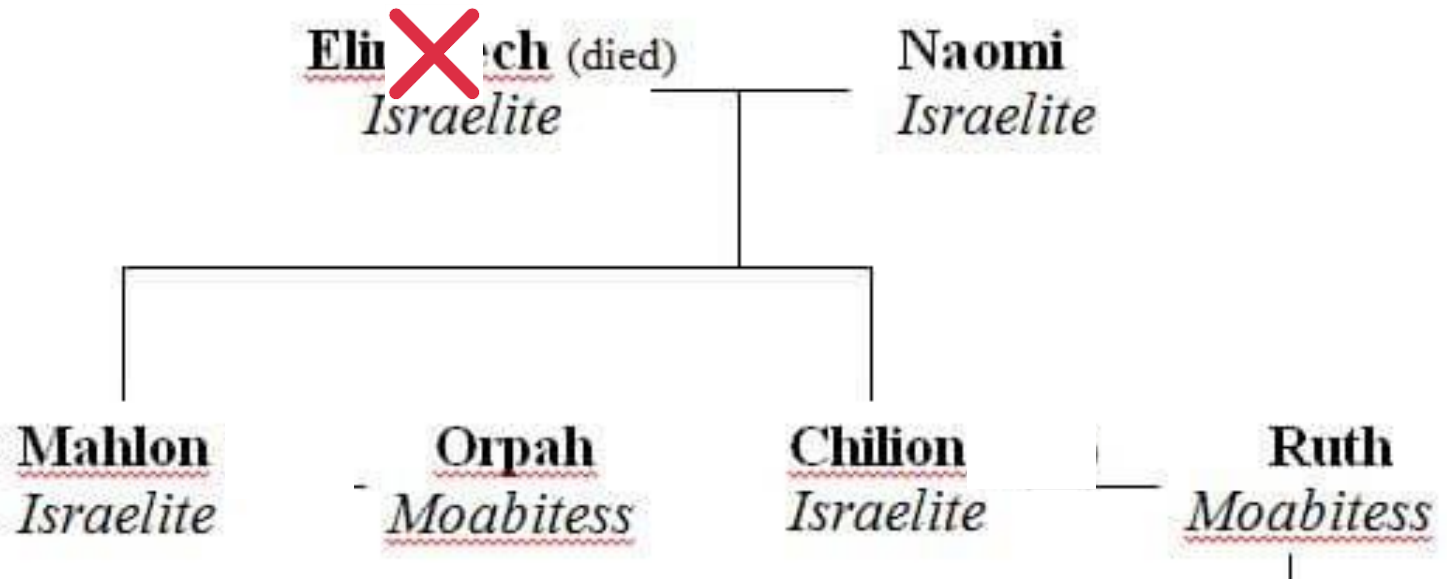 (died) Naomi
Israelite Israelite
Mahlon Orpah Chilion Ruth
Israelite Moabitess Israelite Moabitess